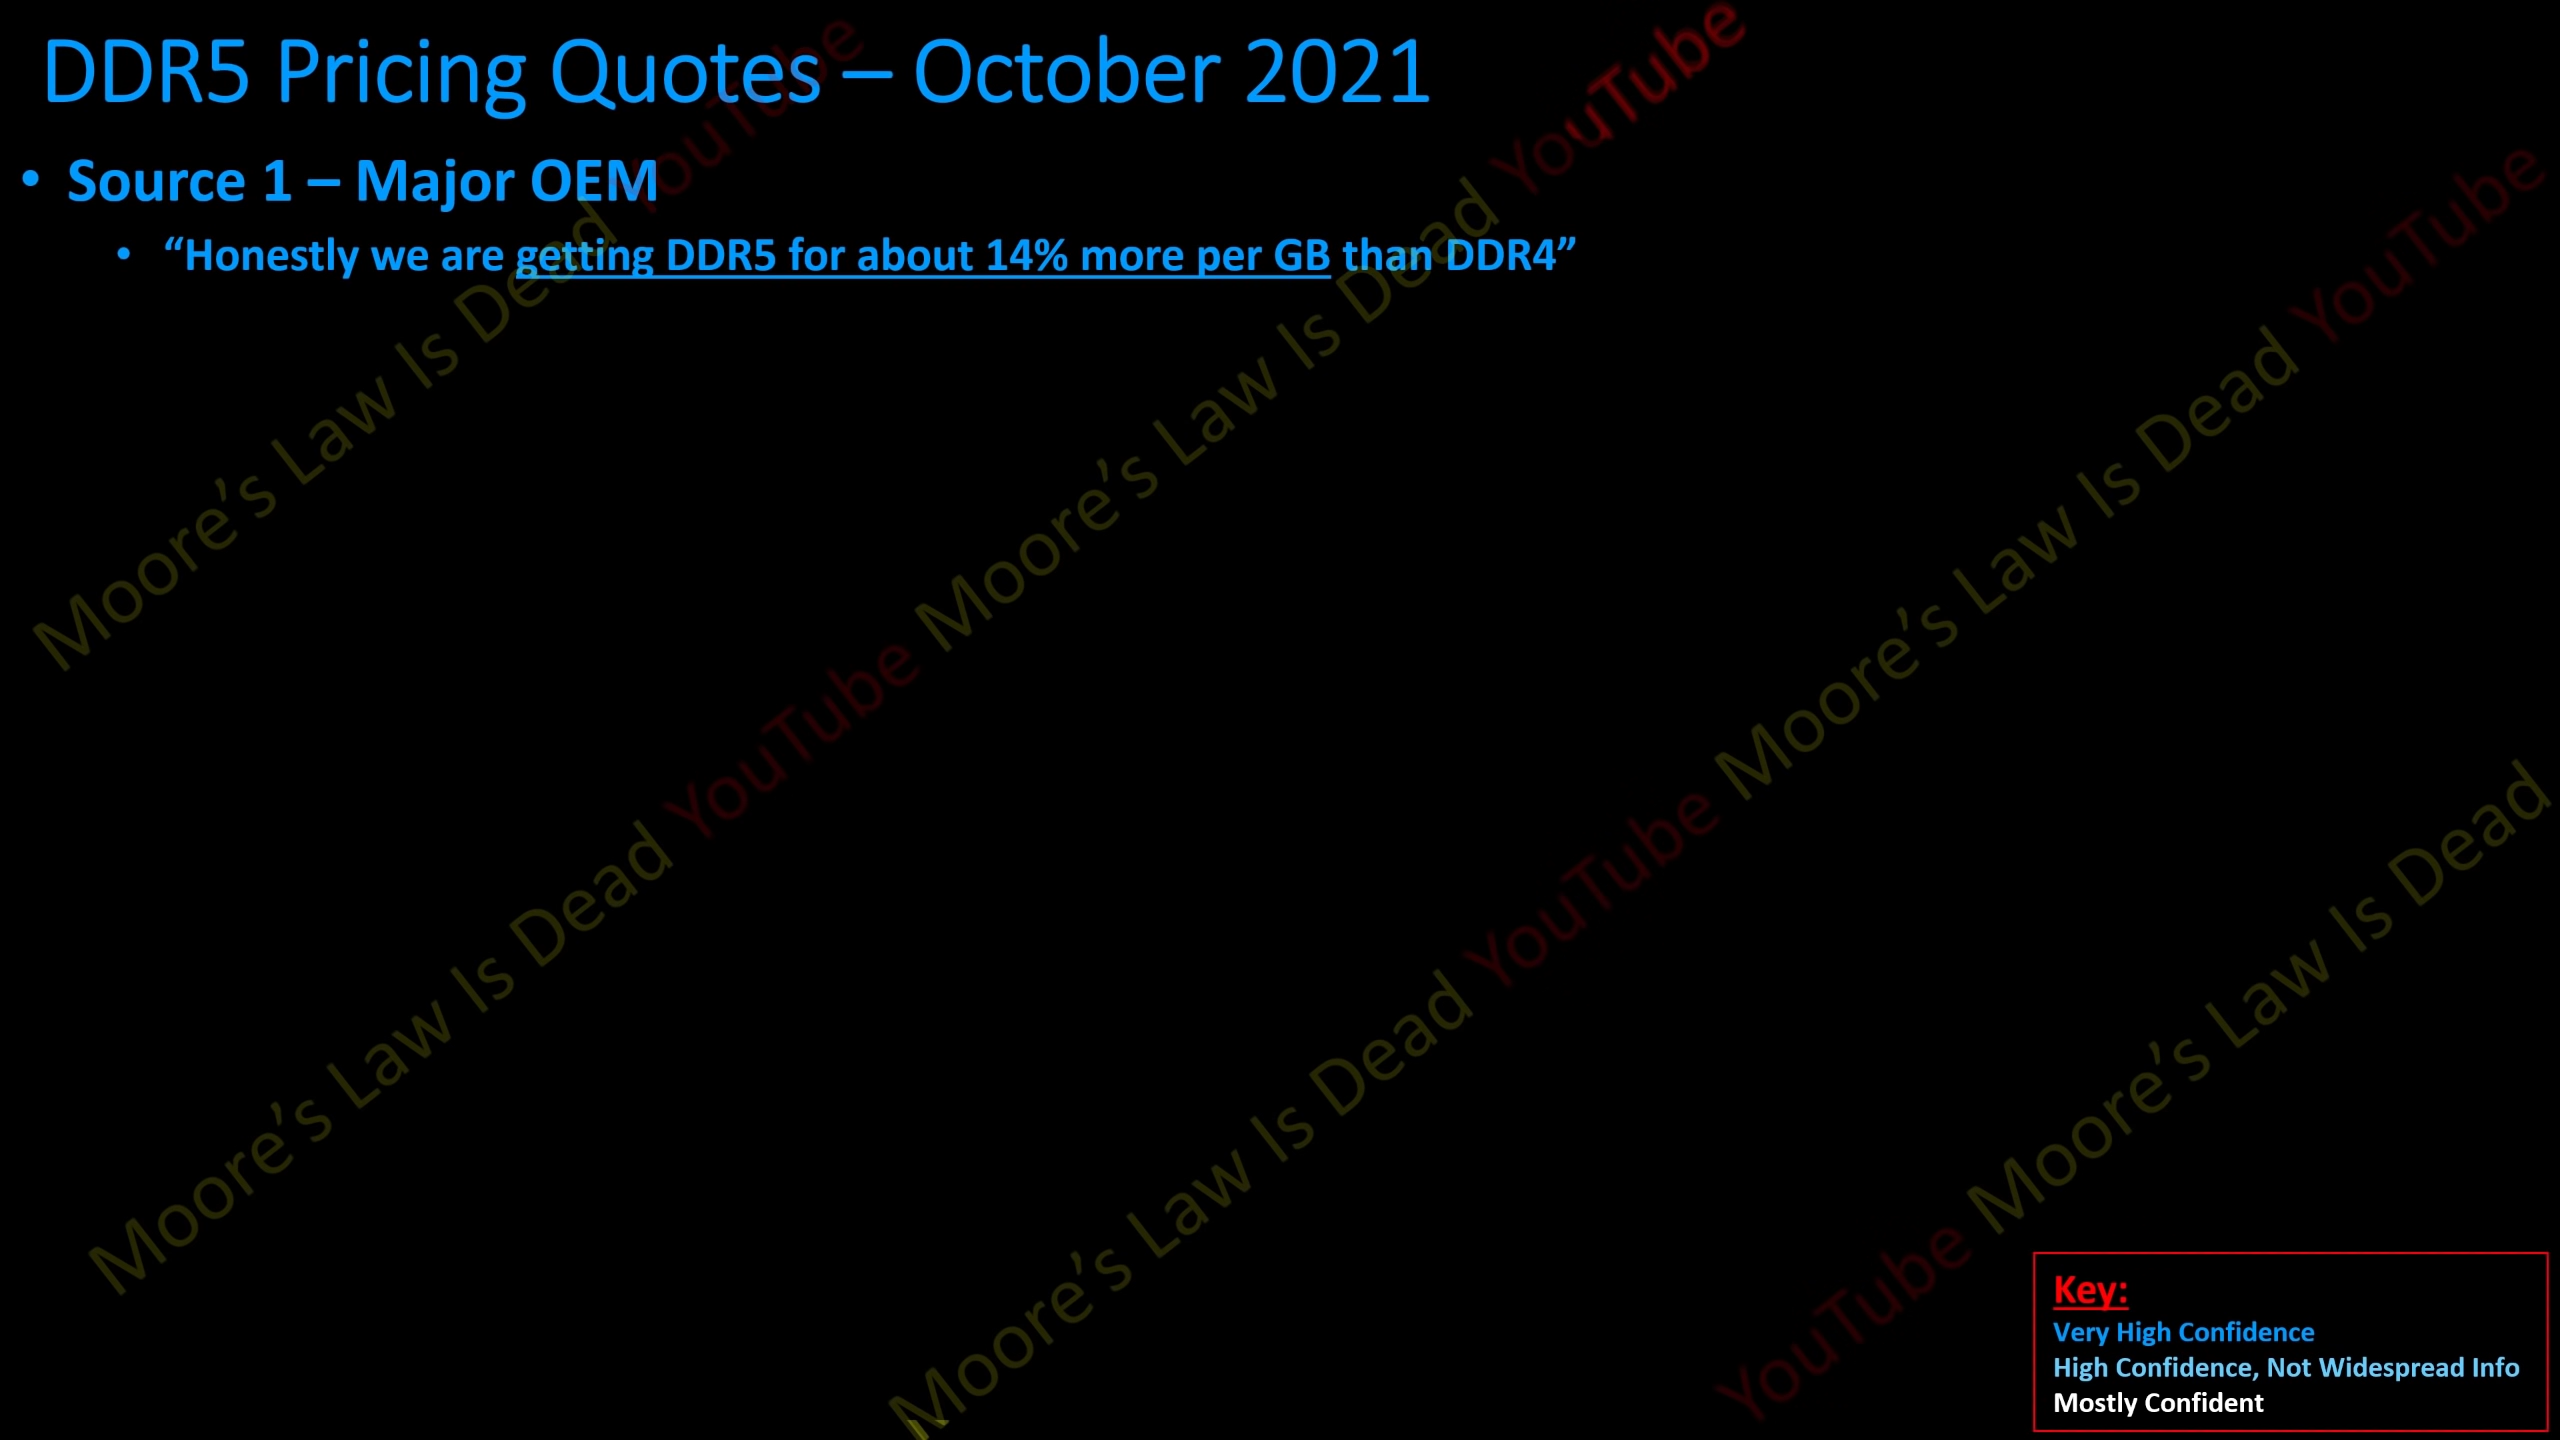 DDR5 Pricing Quotes – October 2021
• Source 1 – Major OEM
• “Honestly we are getting DDR5 for about 14% more per GB than DDR4”
Moore’s Law Is Dead YouTube
Moore’s Law Is Dead YouTube Moore’s Law Is Dead YouTube
Moore’s Law Is Dead YouTube Moore’s Law Is Dead YouTube
YouTube Moore’s Law Is Dead
Key:
Very High Confidence
High Confidence, Not Widespread Info
Mostly Confident